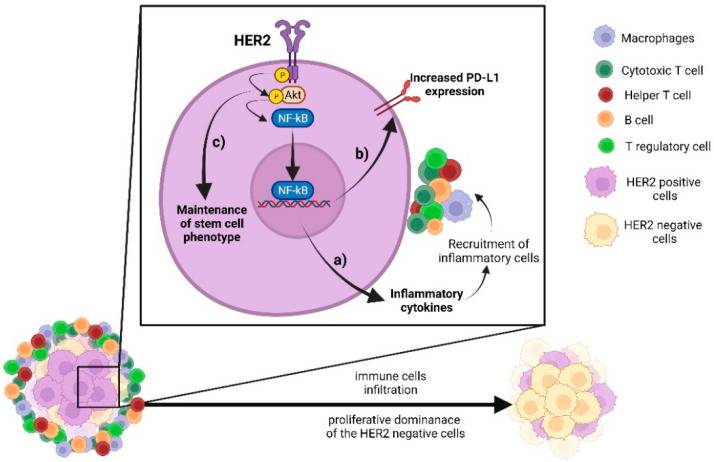 HER2
P
P
Akt
NF-kB
c)
b)
Increased PD-L1
expression
NF-kB
Maintenance
of stem cell
phenotype
a)
Inflammatory
cytokines
Recruitment of
inflammatory cells
Macrophages
Cytotoxic T cell
Helper T cell
B cell
T regulatory cell
HER2 positive
cells
HER2 negative
cells
immune cells
infiltration
proliferative dominanace
of the HER2 negative cells